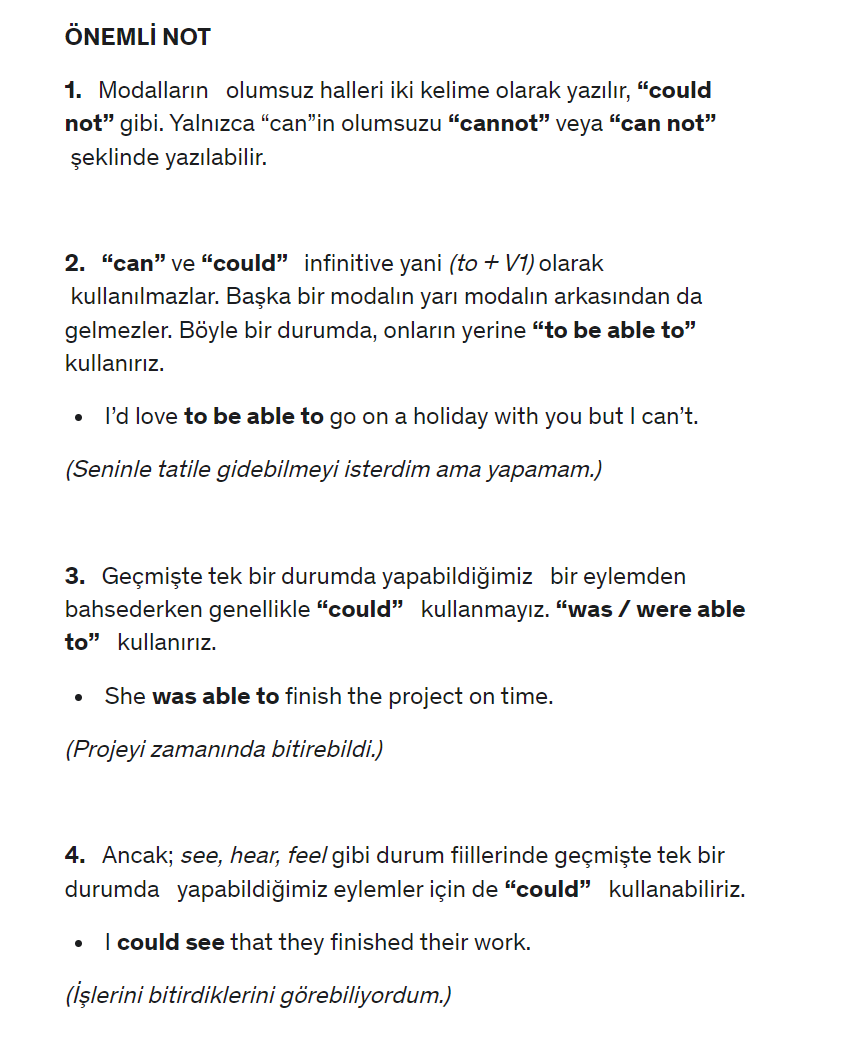 ÖNEMLİ NOT
1. Modalların olumsuz halleri iki kelime olarak yazılır, “could
not” gibi. Yalnızca “can”in olumsuzu “cannot” veya “can not”
şeklinde yazılabilir.
2. “can” ve “could” infinitive yani (to + V1) olarak
kullanılmazlar. Başka bir modalın yarı modalın arkasından da
gelmezler. Böyle bir durumda, onların yerine “to be able to”
kullanırız.
• I’d love to be able to go on a holiday with you but I can’t.
(Seninle tatile gidebilmeyi isterdim ama yapamam.)
3. Geçmişte tek bir durumda yapabildiğimiz bir eylemden
bahsederken genellikle “could” kullanmayız. “was / were able
to” kullanırız.
• She was able to finish the project on time.
(Projeyi zamanında bitirebildi.)
4. Ancak; see, hear, feel gibi durum fiillerinde geçmişte tek bir
durumda yapabildiğimiz eylemler için de “could” kullanabiliriz.
• I could see that they finished their work.
(İşlerini bitirdiklerini görebiliyordum.)